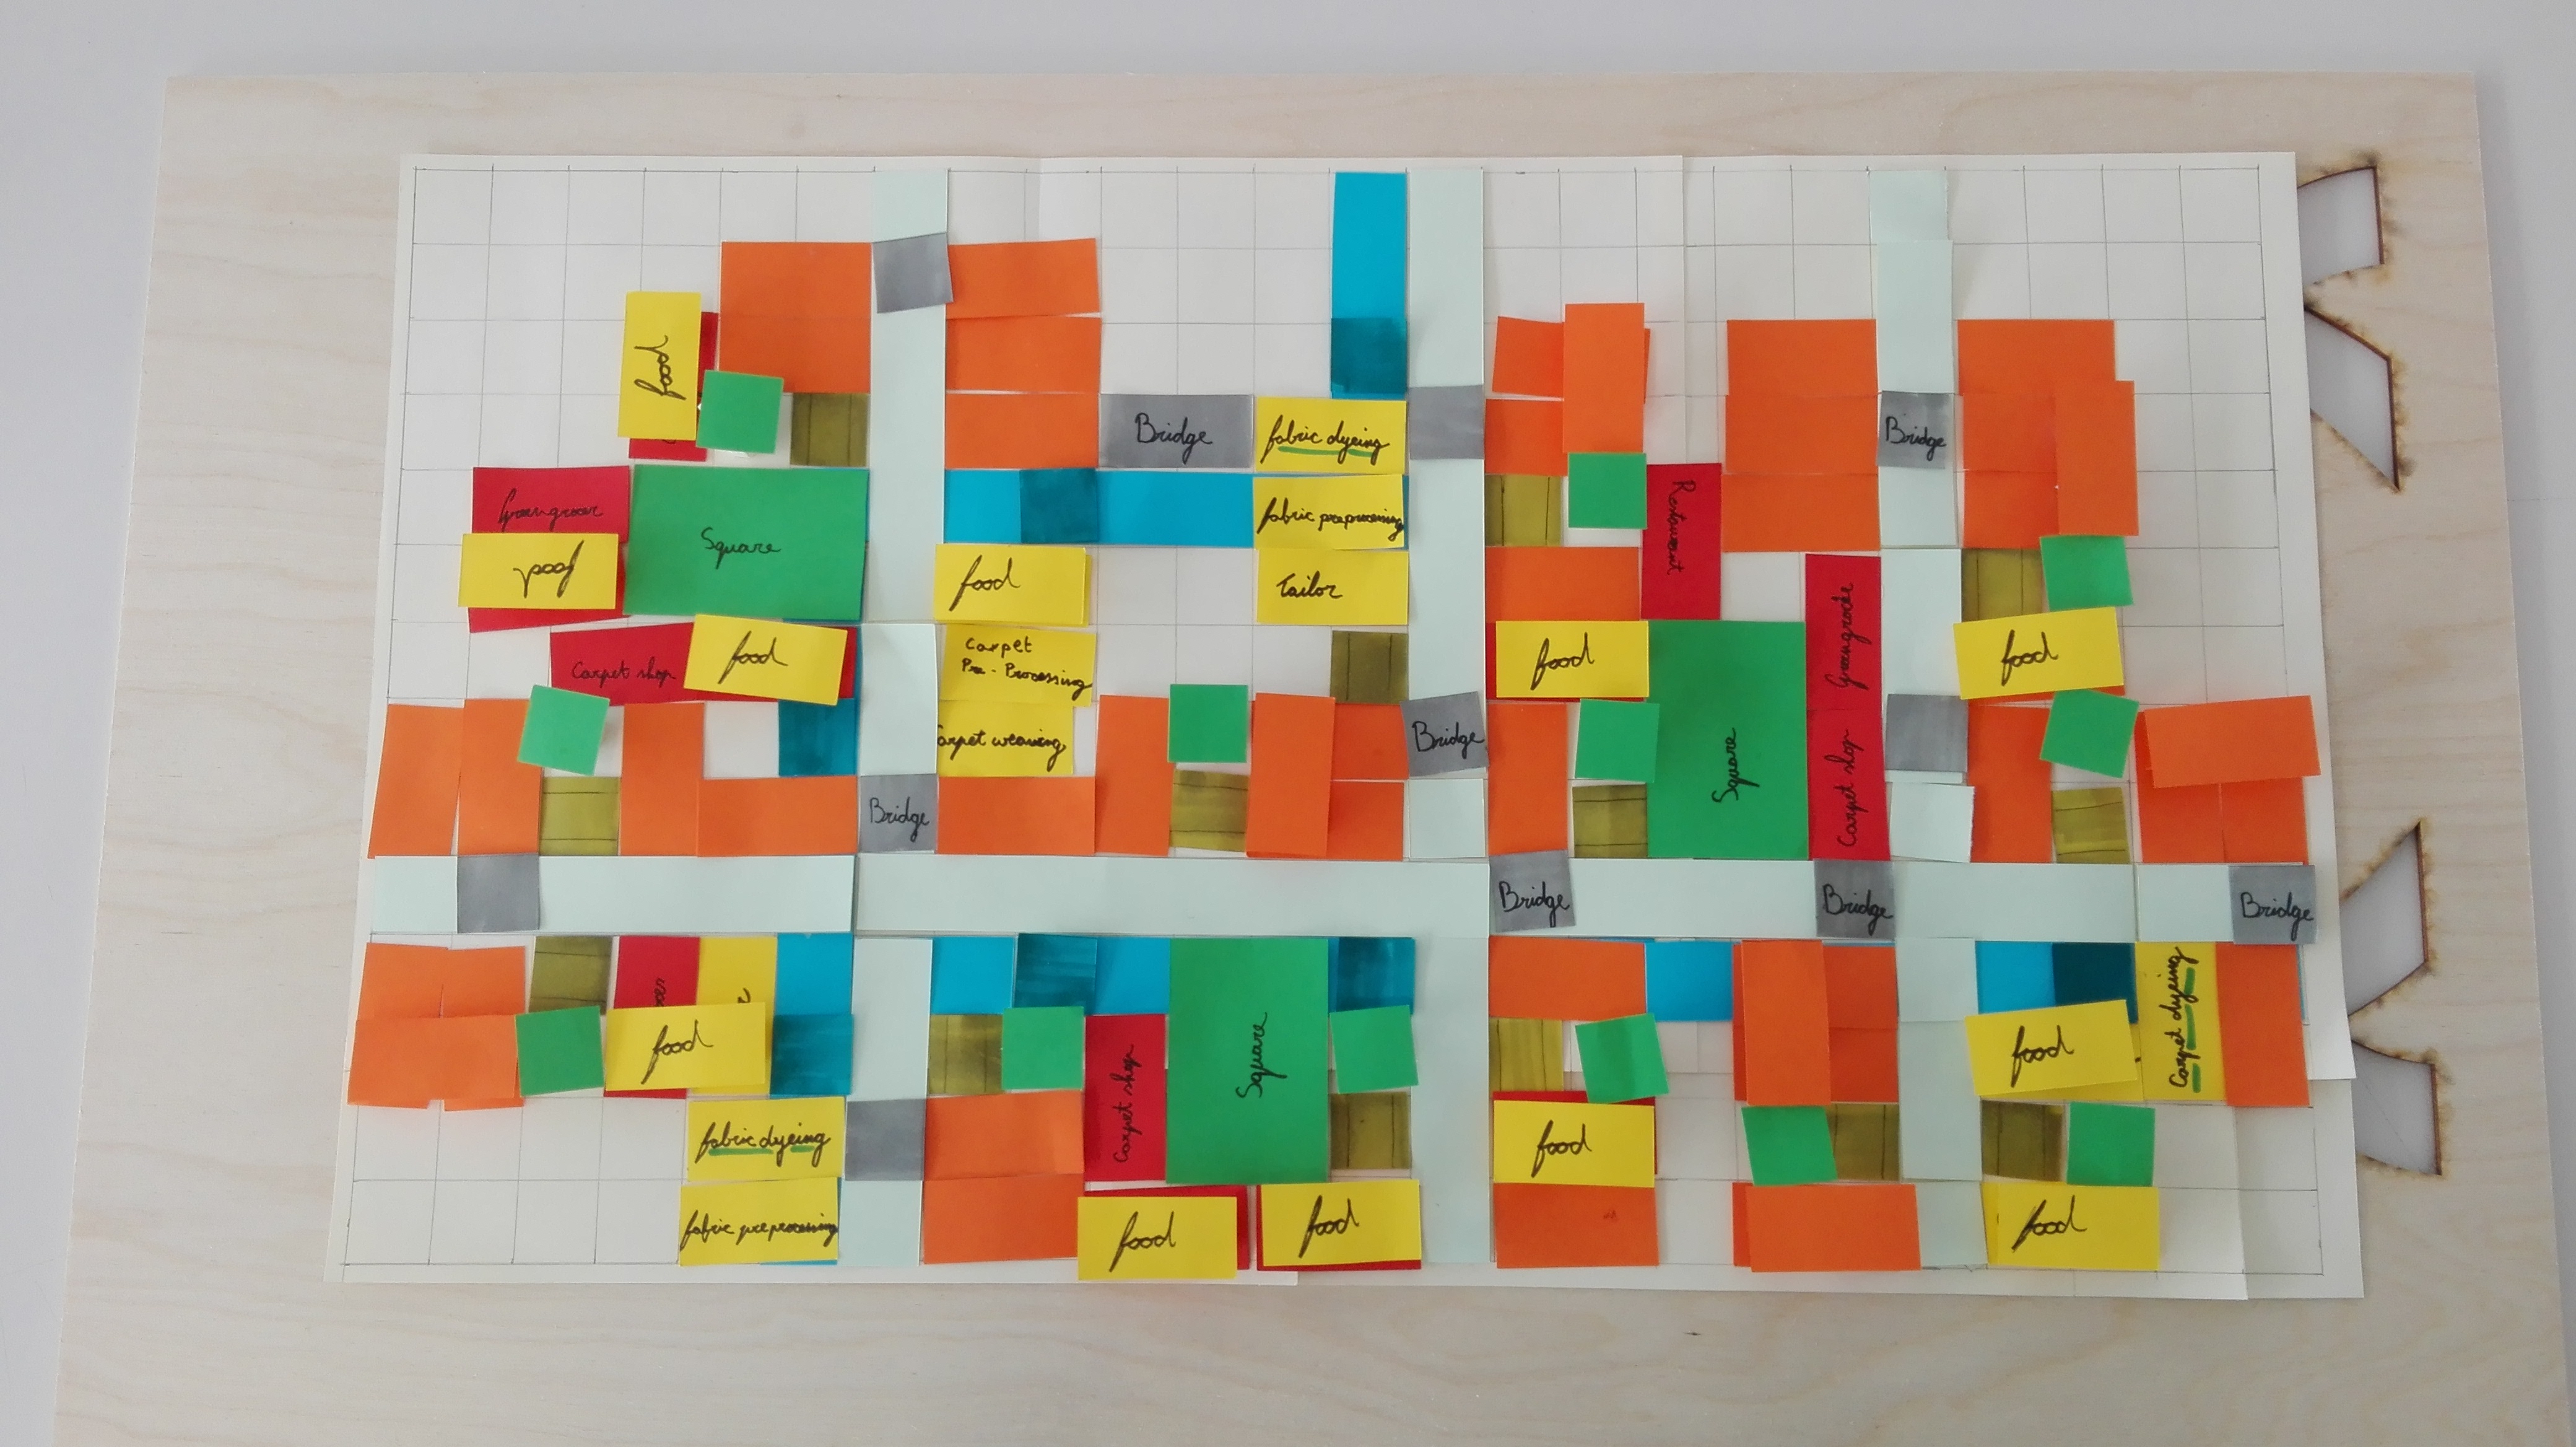 food
Bridge
fabric dyeing
Bridge
Greengrocer
Square
fabric preprocessing
Restaurant
food
food
Tailor
Greengrocer
Carpet shop
food
Carpet
Pre-Processing
food
food
arpet weaving
Bridge
Square
Carpet shop
Bridge
Bridge
Bridge
Bridge
food
Carpet shop
Square
food
Carpet dyeing
fabric dyeing
food
fabric preprocessing
food
food
food